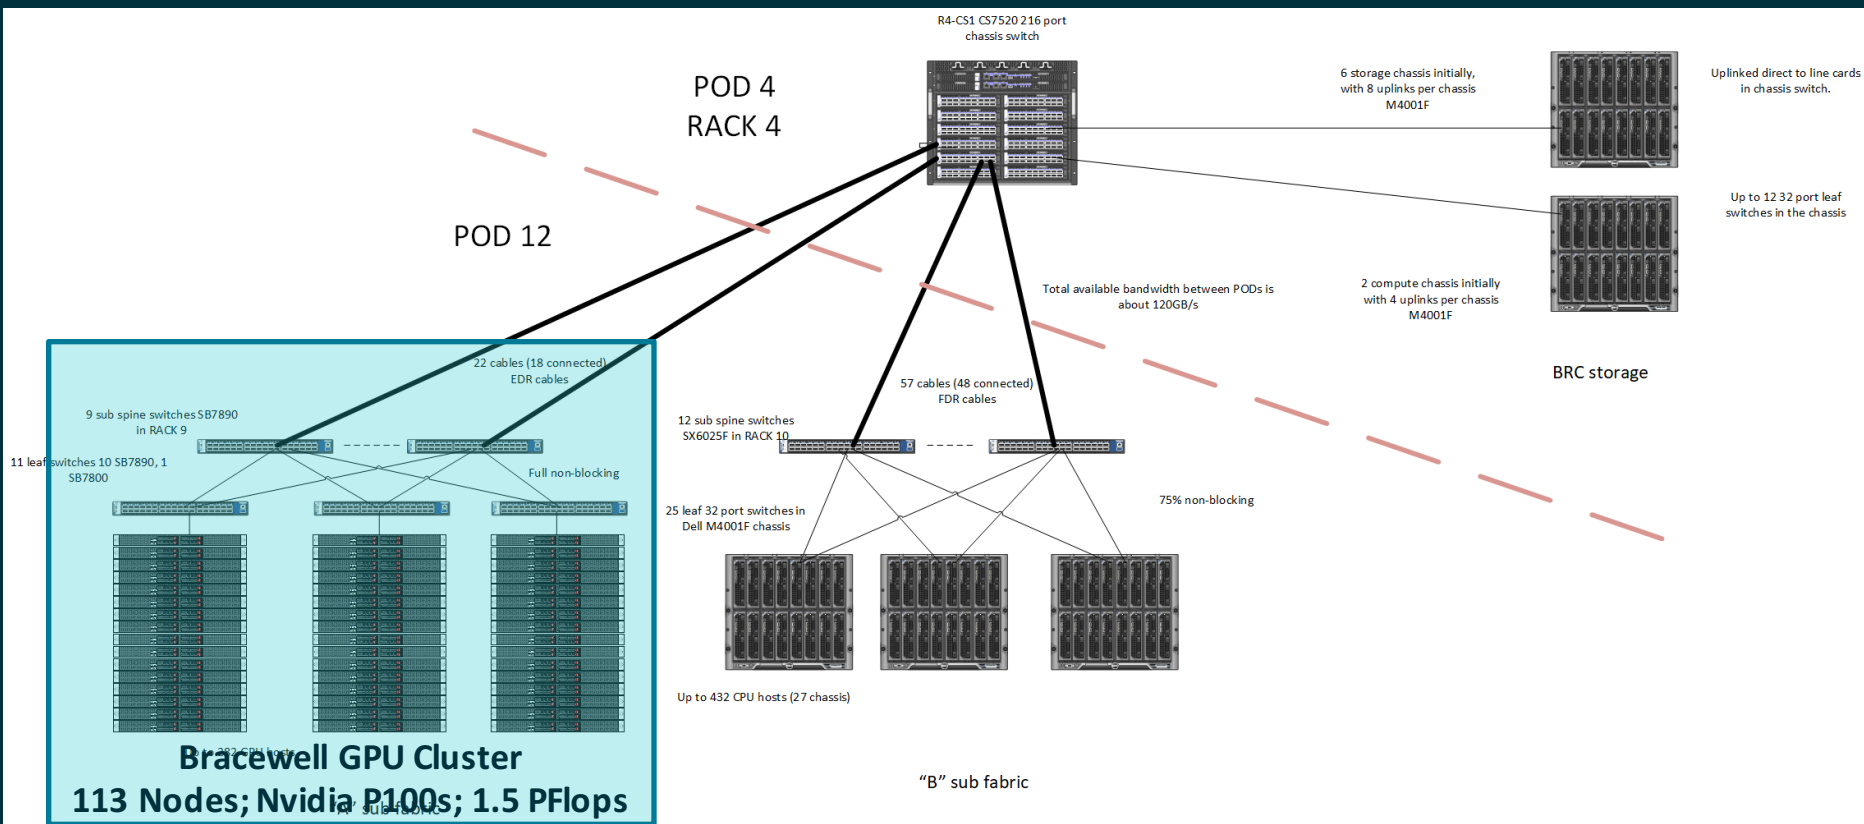 R4-CS1 CS7520 216 port
chassis switch
POD 4
RACK 4
6 storage chassis initially,
with 8 uplinks per chassis
M4001F
Uplinked direct to line cards
in chassis switch.
POD 12
Up to 12 32 port leaf
switches in the chassis
Total available bandwidth between PODs is
about 120GB/s
2 compute chassis initially
with 4 uplinks per chassis
M4001F
BRC storage
22 cables (18 connected)
EDR cables
57 cables (48 connected)
FDR cables
9 sub spine switches SB7890
in RACK 9
12 sub spine switches
SX6025F in RACK 10
11 leaf switches 10 SB7890, 1
SB7800
Full non-blocking
75% non-blocking
25 leaf 32 port switches in
Dell M4001F chassis
Up to 432 CPU hosts (27 chassis)
hosts
Bracewell GPU Cluster
113 Nodes; Nvidia P100s; 1.5 PFlops
"A" sub fabric
“B” sub fabric